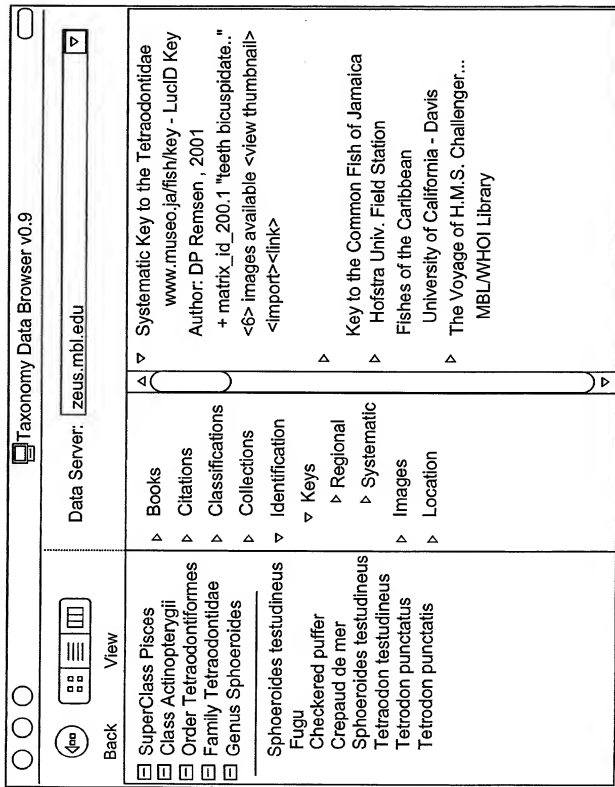 Taxonomy Data Browser v0.9
Back
View
Data Server:
zeus.mbl.edu
SuperClass Pisces
Class Actinopterygii
Order Tetraodontiformes
Family Tetraodontidae
Genus Sphoeroides
Sphoeroides testudineus
Fugu
Checkered puffer
Crepaud de mer
Sphoeroides testudineus
Tetraodon testudineus
Tetrodon punctatus
Tetrodon punctatis
Books
Citations
Classifications
Collections
Identification
Keys
Regional
Systematic
Images
Location
Systematic Key to the Tetraodontidae
www.museo.ja/fish/key - LucID Key
Author: DP Remsen , 2001
+ matrix_id_200.1 "teeth bicuspidate.."
<6> images available <view thumbnail>
<import><link>
Key to the Common Fish of Jamaica
Hofstra Univ. Field Station
Fishes of the Caribbean
University of California - Davis
The Voyage of H.M.S. Challenger...
MBL/WHOI Library